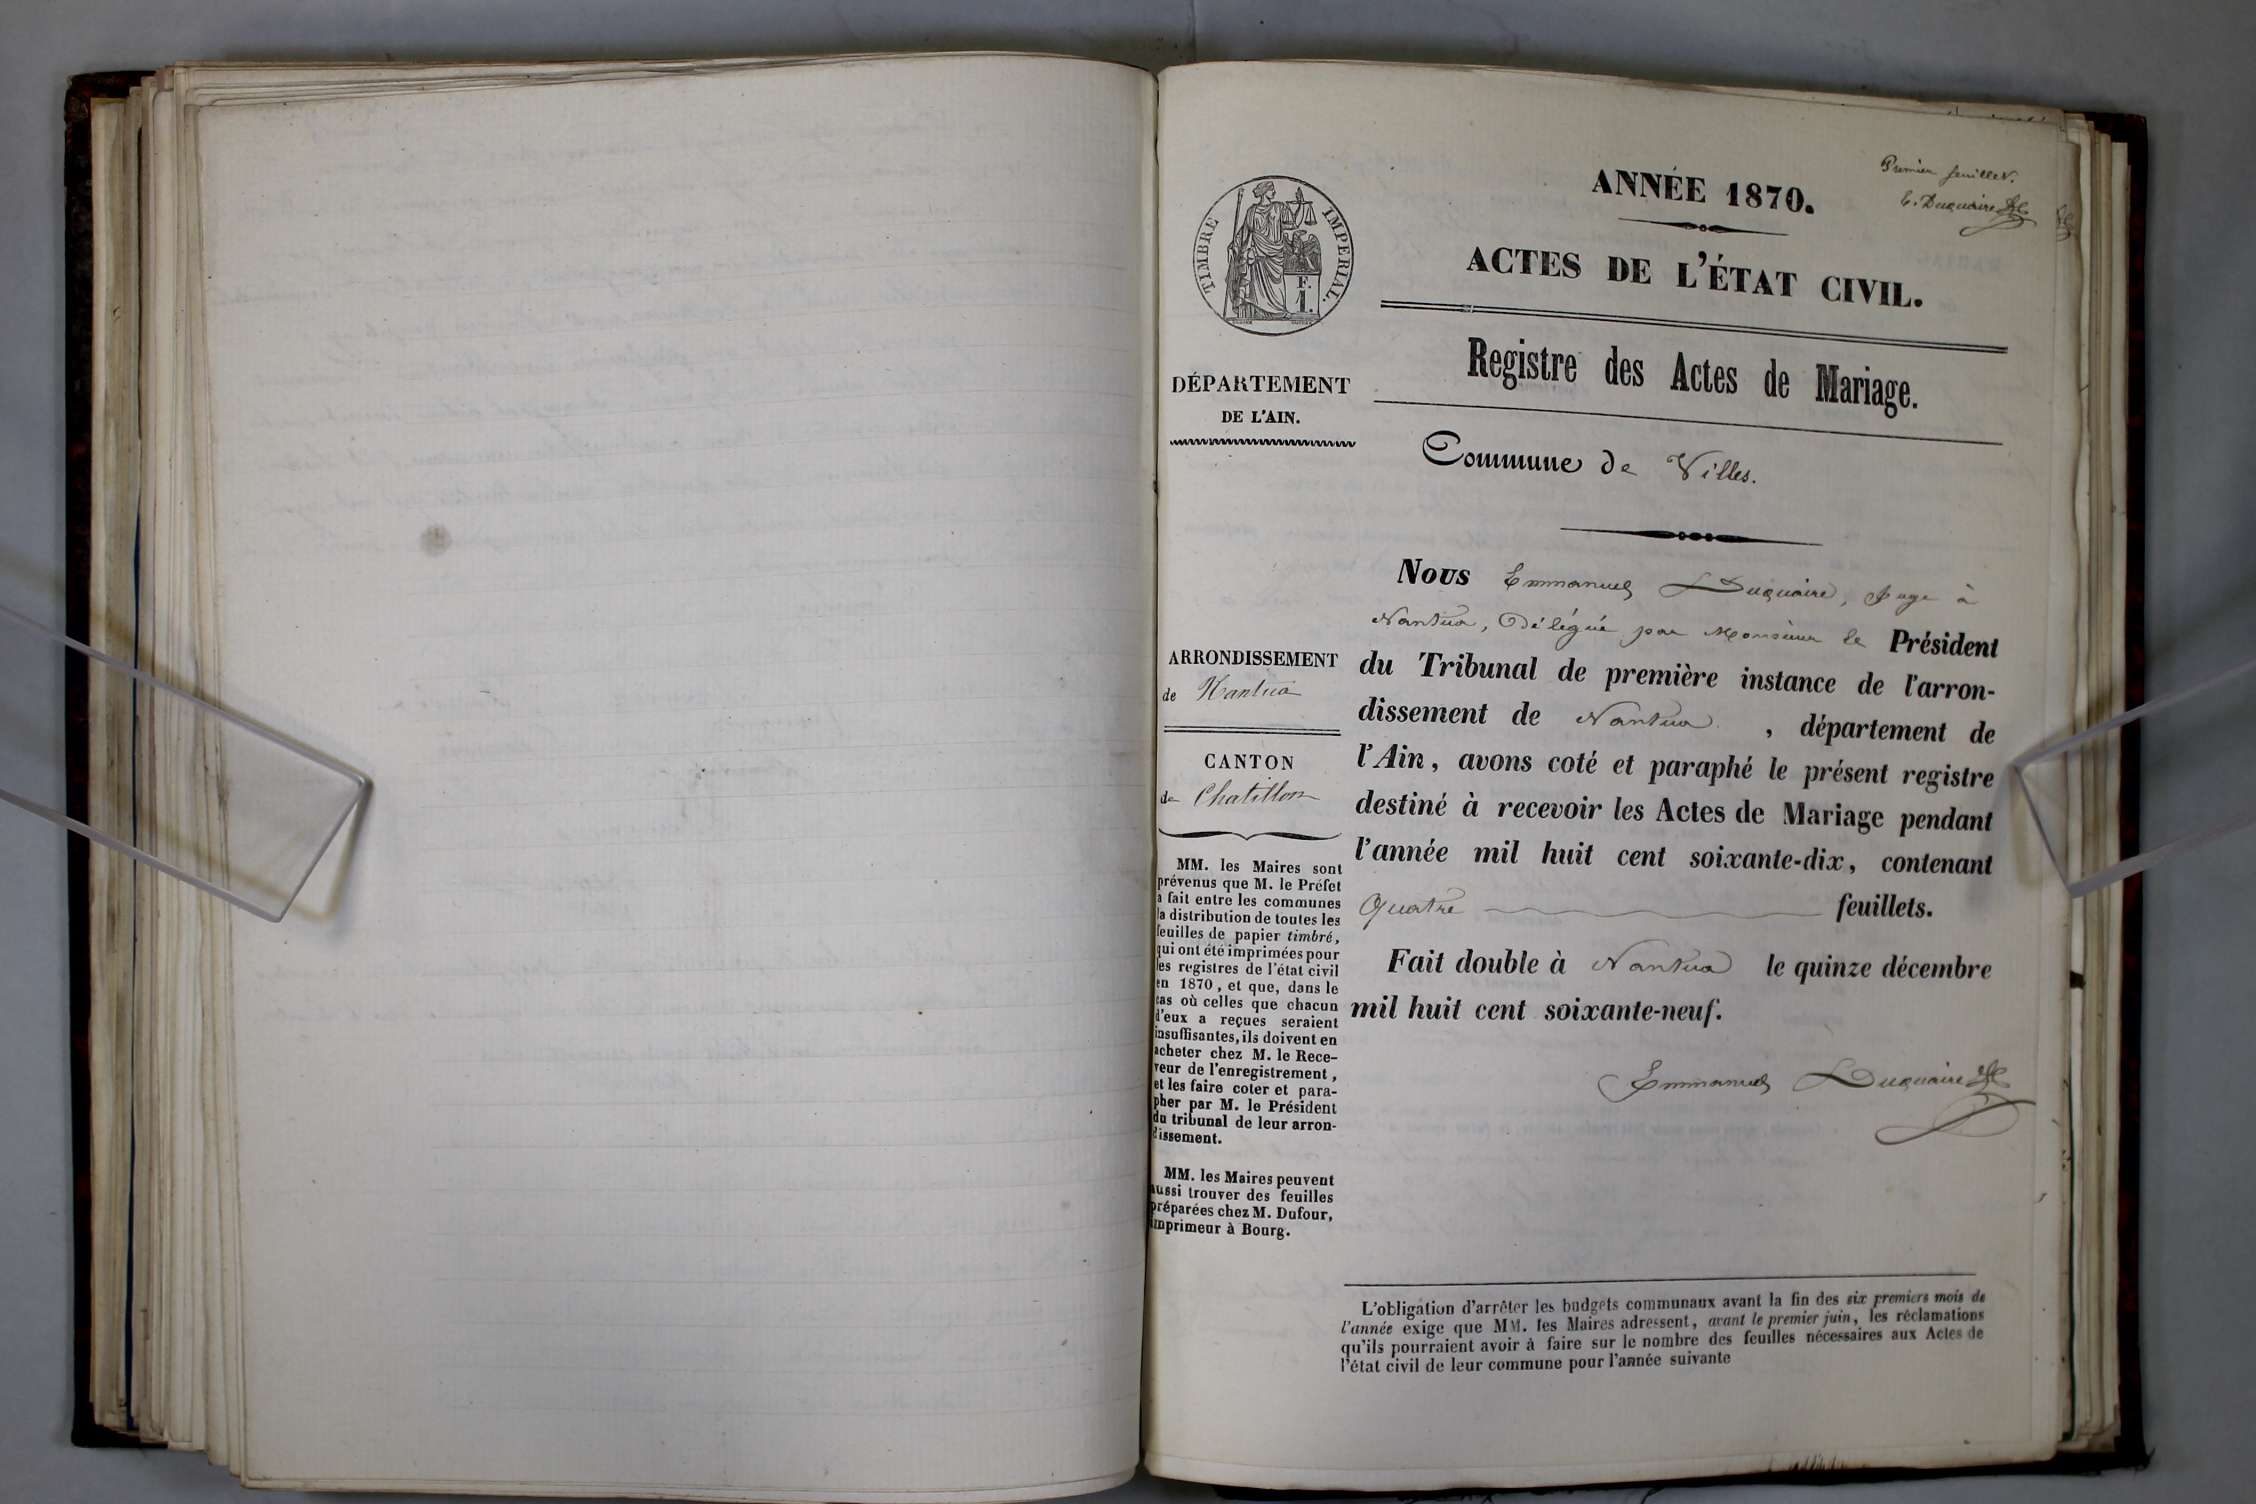 Premier feuillet.
E. Duquaire
ANNÉE 1870.
ACTES DE L'ÉTAT CIVIL.
Registre des Actes de Mariage.
Commune de Villes.
TIMBRE IMPERIAL.
F.
1.
DÉPARTEMENT
DE L'AIN.
ARRONDISSEMENT
de Nantua
CANTON
de Chatillon
MM. les Maires sont
prévenus que M. le Préfet
a fait entre les communes
la distribution de toutes les
feuilles de papier timbré,
qui ont été imprimées pour
les registres de l'état civil
en 1870, et que, dans le
cas où celles que chacun
d'eux a reçues seraient
insuffisantes, ils doivent en
acheter chez M. le Rece-
veur de l'enregistrement,
et les faire coter et para-
pher par M. le Président
du tribunal de leur arron-
dissement.
MM. les Maires peuvent
aussi trouver des feuilles
préparées chez M. Dufour,
imprimeur à Bourg.
Nous Emmanuel Duquaire, Juge à
Nantua, Délégué par Monsieur le Président
du Tribunal de première instance de l'arron-
dissement de Nantua, département de
l'Ain, avons coté et paraphé le présent registre
destiné à recevoir les Actes de Mariage pendant
l'année mil huit cent soixante-dix, contenant
Quatre feuillets.
Fait double à Nantua le quinze décembre
mil huit cent soixante-neuf.
Emmanuel Duquaire
L'obligation d'arrêter les budgets communaux avant la fin des six premiers mois de
l'année exige que MM. les Maires adressent, avant le premier juin, les réclamations
qu'ils pourraient avoir à faire sur le nombre des feuilles nécessaires aux Actes de
l'état civil de leur commune pour l'année suivante